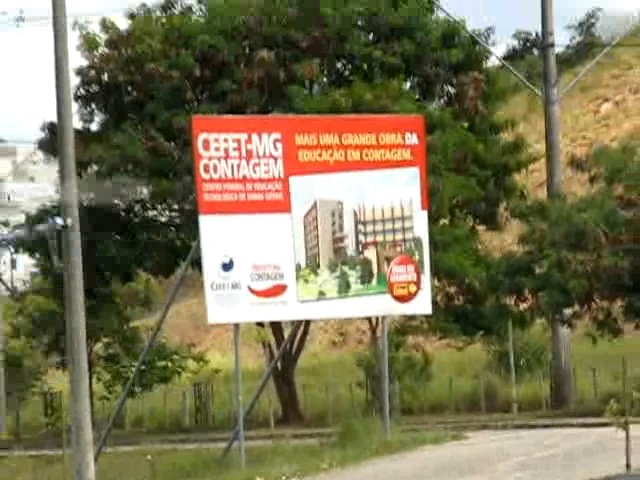 CEFET-MG
CONTAGEM
CENTRO FEDERAL DE EDUCAÇÃO
TECNOLÓGICA DE MINAS GERAIS
MAIS UMA GRANDE OBRA DA
EDUCAÇÃO EM CONTAGEM.
CEFET-MG
CONTAGEM